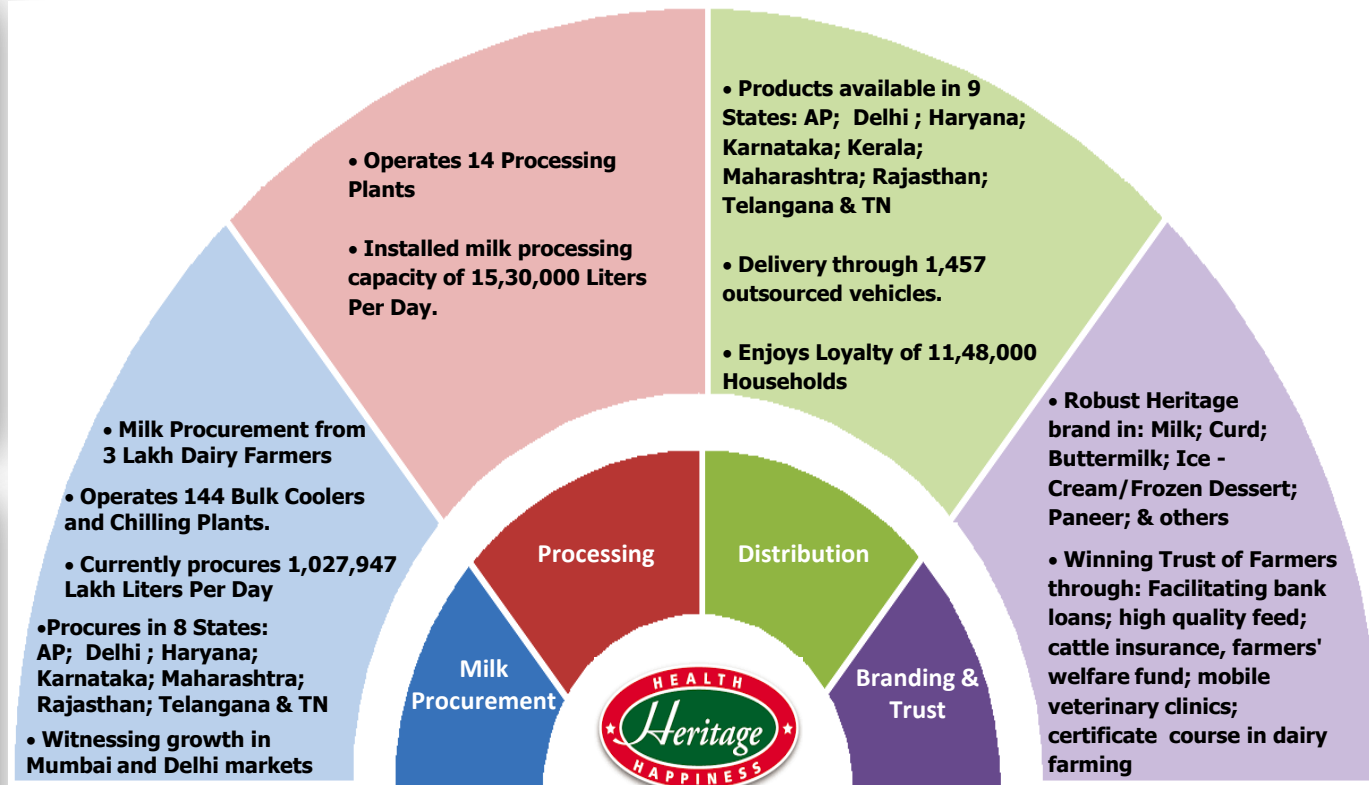 • Milk Procurement from
3 Lakh Dairy Farmers
• Operates 144 Bulk Coolers
and Chilling Plants.
• Currently procures 1,027,947
Lakh Liters Per Day
•Procures in 8 States:
AP; Delhi ; Haryana;
Karnataka; Maharashtra;
Rajasthan; Telangana & TN
• Witnessing growth in
Mumbai and Delhi markets
• Operates 14 Processing
Plants
• Installed milk processing
capacity of 15,30,000 Liters
Per Day.
• Products available in 9
States: AP; Delhi ; Haryana;
Karnataka; Kerala;
Maharashtra; Rajasthan;
Telangana & TN
• Delivery through 1,457
outsourced vehicles.
• Enjoys Loyalty of 11,48,000
Households
• Robust Heritage
brand in: Milk; Curd;
Buttermilk; Ice -
Cream/Frozen Dessert;
Paneer; & others
• Winning Trust of Farmers
through: Facilitating bank
loans; high quality feed;
cattle insurance, farmers'
welfare fund; mobile
veterinary clinics;
certificate course in dairy
farming
Milk
Procurement
Processing
Distribution
Branding &
Trust
HEALTH
Heritage
HAPPINESS